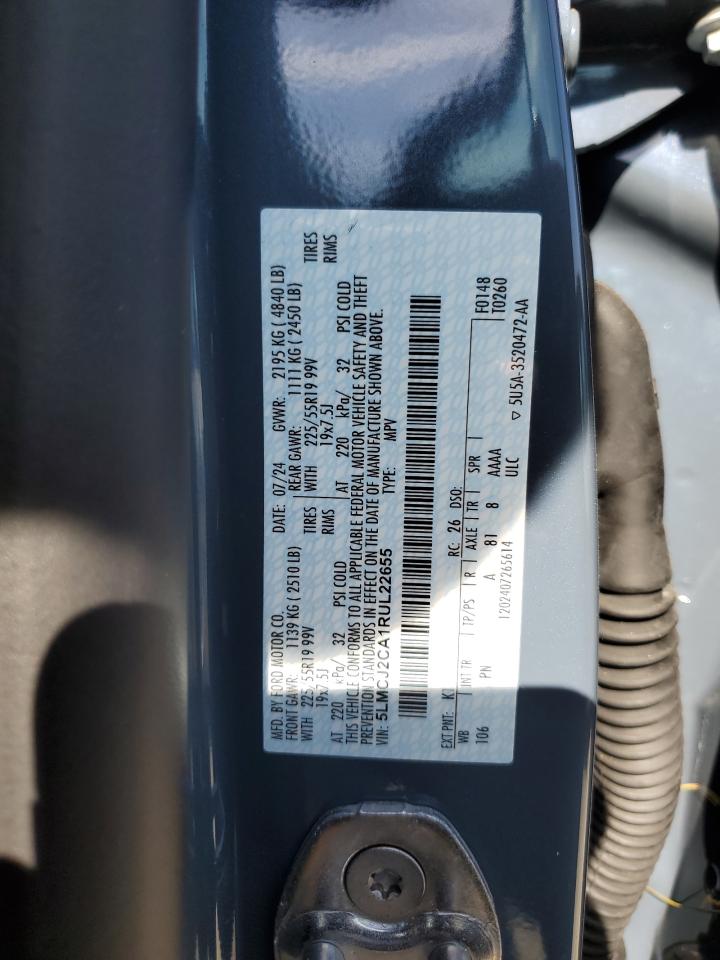 MFD. BY FORD MOTOR CO. DATE: 07/24 GVWR: 2195 KG ( 4840 LB)
FRONT GAWR: 1139 KG ( 2510 LB) REAR GAWR: 1111 KG ( 2450 LB)
WITH 225/55R19 99V TIRES WITH 225/55R19 99V TIRES
19x7.5J RIMS 19x7.5J RIMS
AT 220 kPa/ 32 PSI COLD AT 220 kPa/ 32 PSI COLD
THIS VEHICLE CONFORMS TO ALL APPLICABLE FEDERAL MOTOR VEHICLE SAFETY AND THEFT
PREVENTION STANDARDS IN EFFECT ON THE DATE OF MANUFACTURE SHOWN ABOVE.
VIN: 5LMCJ2CA1RUL22655 TYPE: MPV
EXT PNT: RC: 26 DSO: F0148
WB INT TR TP/PS R AXLE TR SPR T0260
106 PN A 81 8 AAAA
1202407265614 ULC ▽ 5U5A-3520472-AA